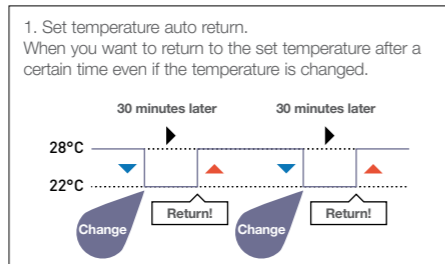 1. Set temperature auto return.
When you want to return to the set temperature after a
certain time even if the temperature is changed.
30 minutes later 30 minutes later
28°C
22°C
Change Return! Change Return!